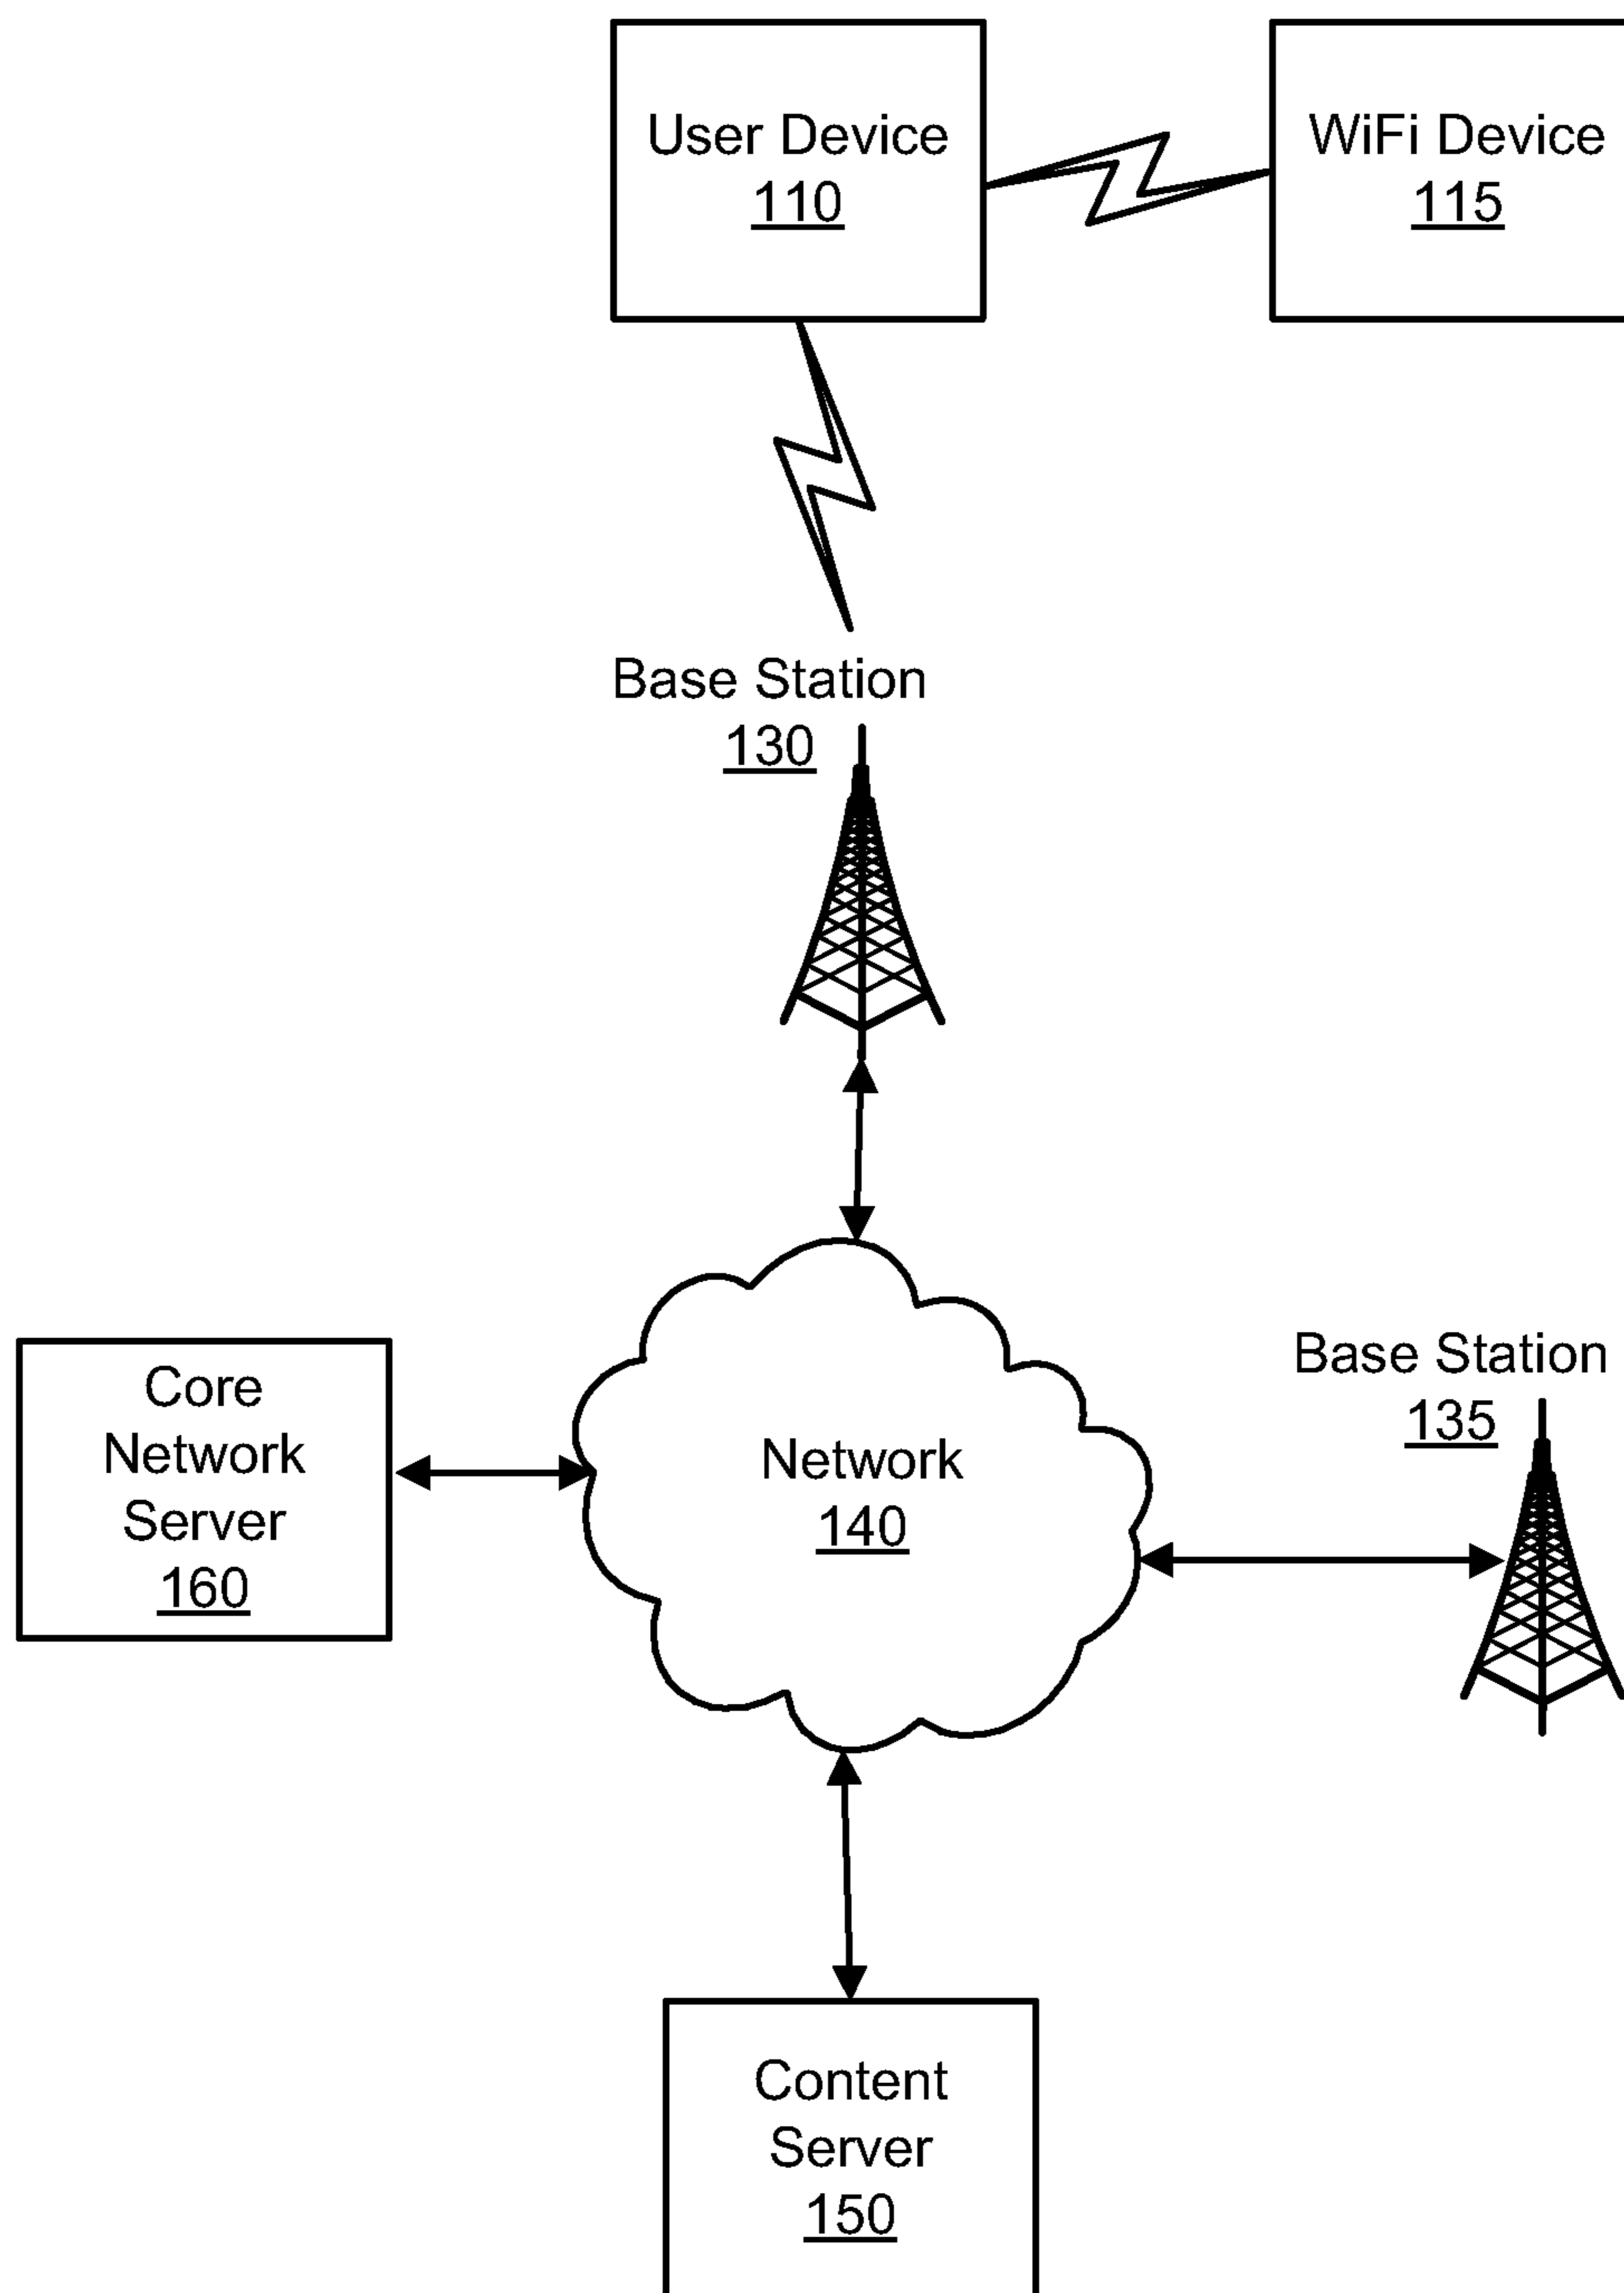 User Device
110
WiFi Device
115
Base Station
130
Core
Network
Server
160
Network
140
Base Station
135
Content
Server
150